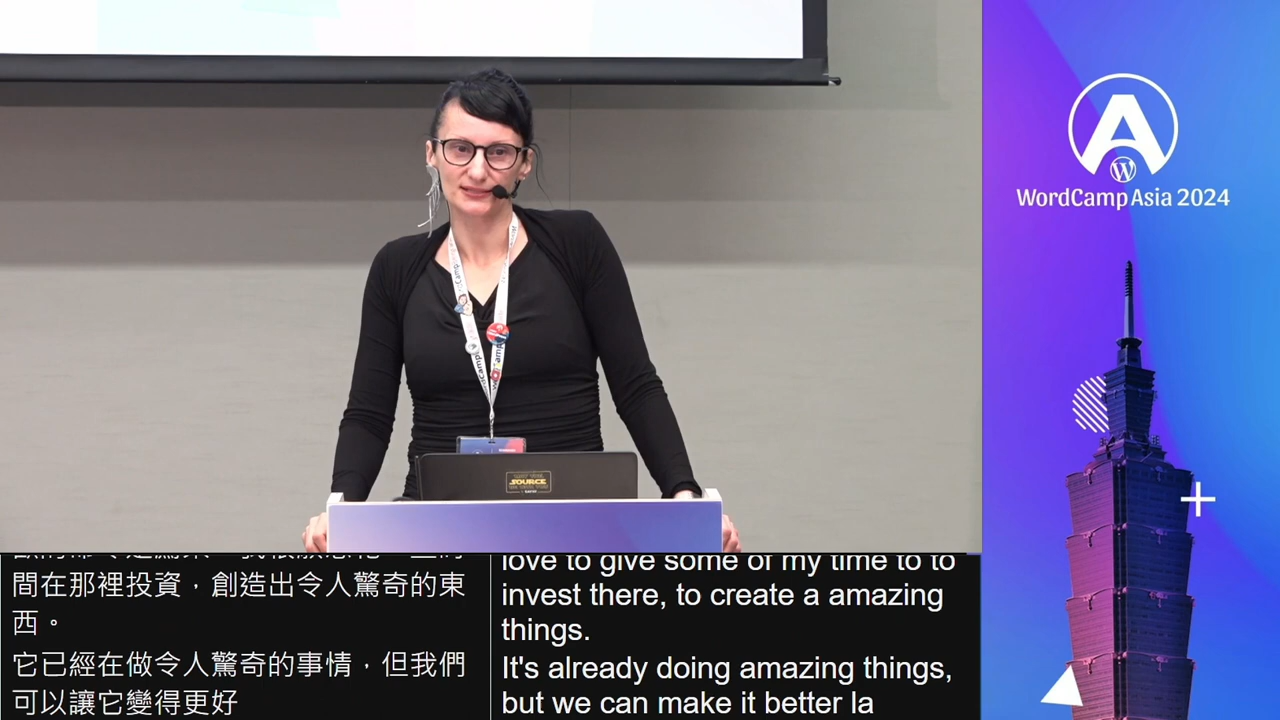 WordCamp Asia 2024
SOURCE
間在那裡投資，創造出令人驚奇的東
西。
它已經在做令人驚奇的事情，但我們
可以讓它變得更好
love to give some of my time to to
invest there, to create a amazing
things.
It's already doing amazing things,
but we can make it better la